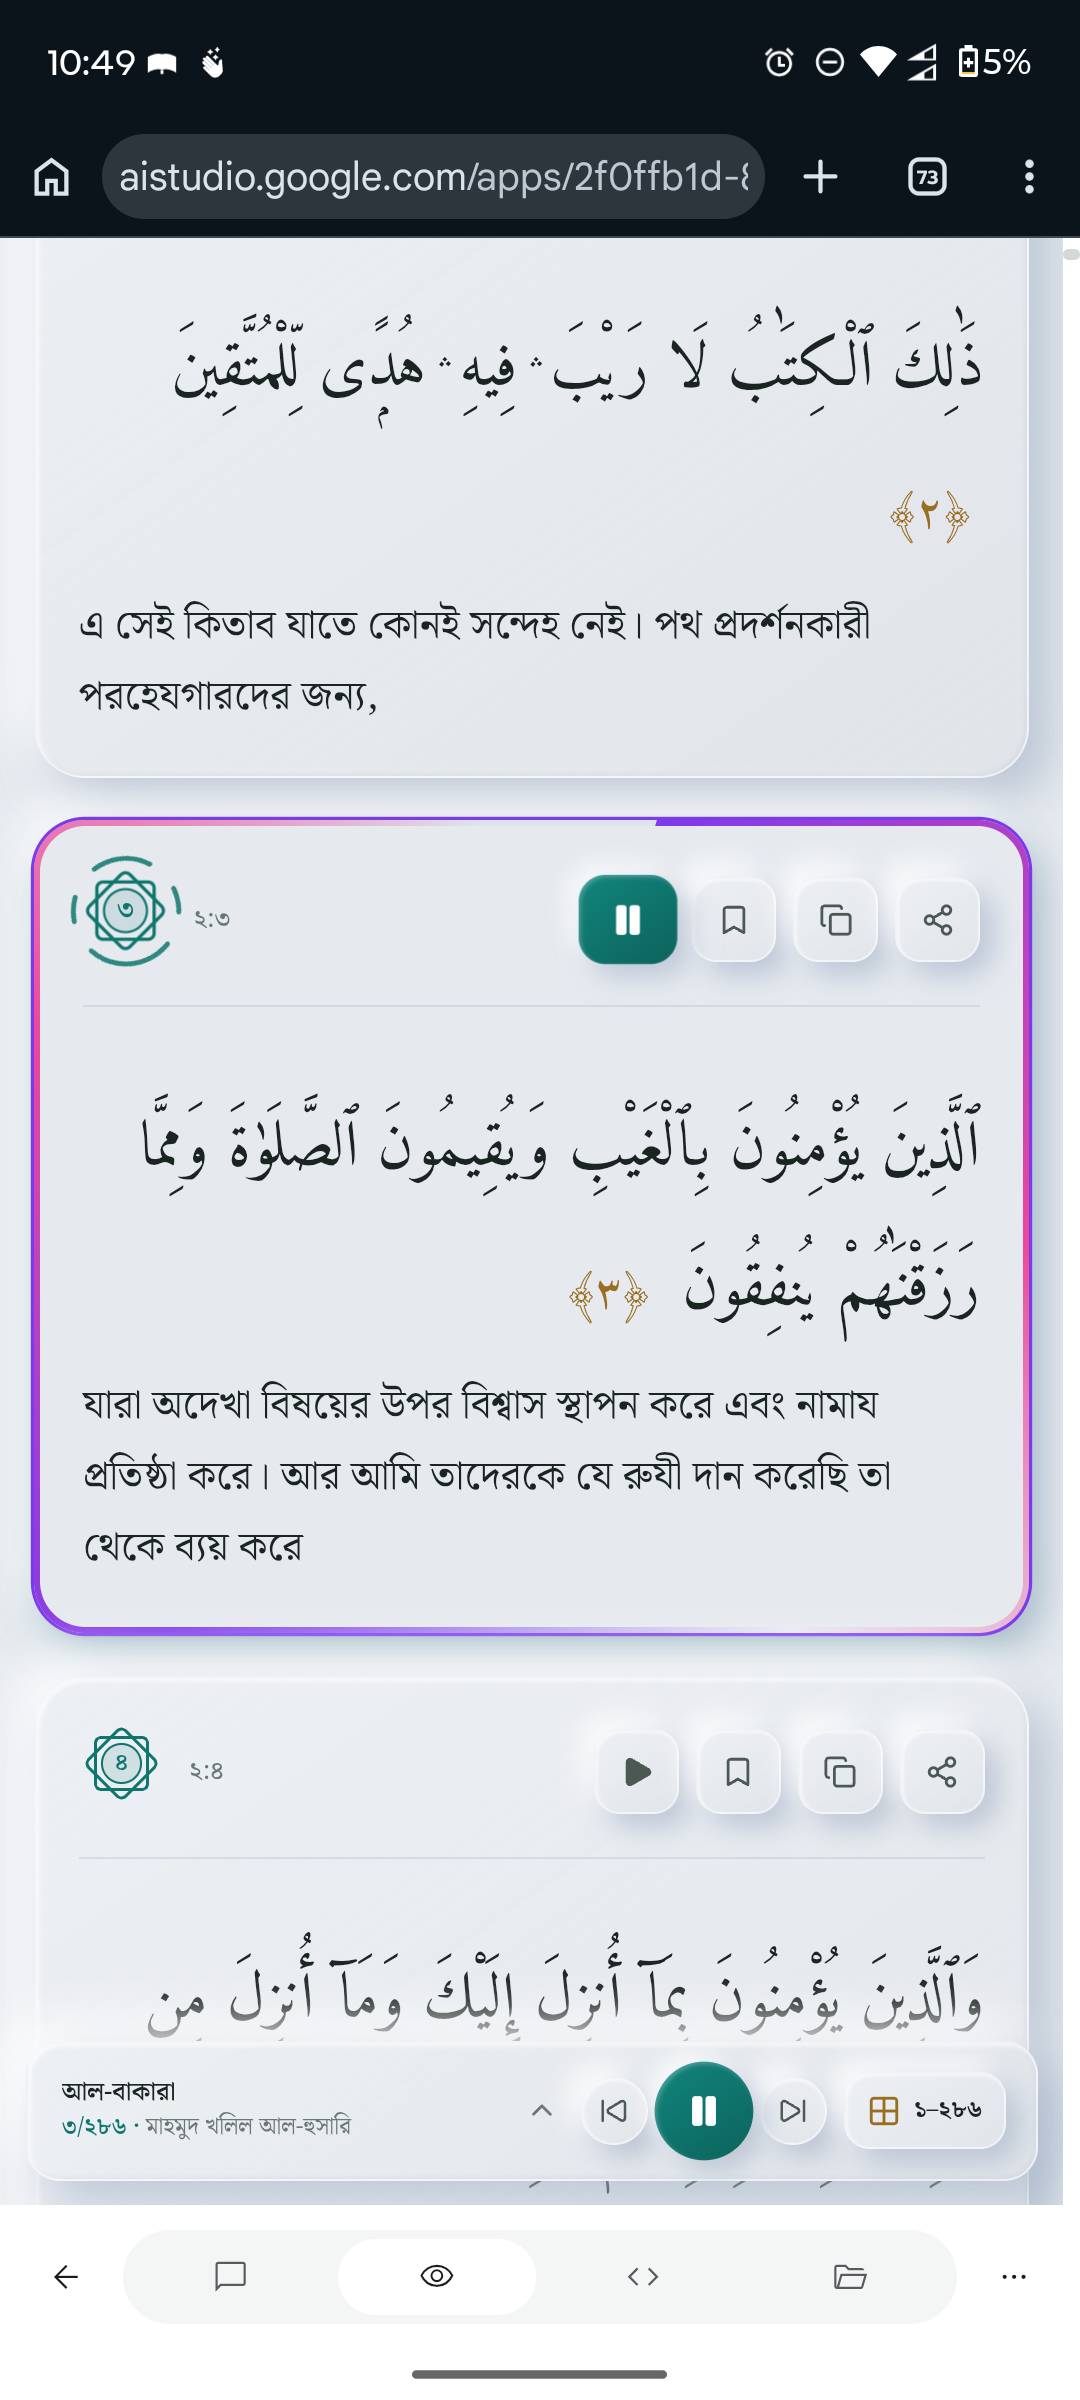 10:49
5%
aistudio.google.com/apps/2f0ffb1d-8
73
ذَٰلِكَ ٱلْكِتَٰبُ لَا رَيْبَ ۛ فِيهِ ۛ هُدًۭى لِّلْمُتَّقِينَ
﴿٢﴾
এ সেই কিতাব যাতে কোনই সন্দেহ নেই। পথ প্রদর্শনকারী
পরহেযগারদের জন্য,
৩ ২:৩
ٱلَّذِينَ يُؤْمِنُونَ بِٱلْغَيْبِ وَيُقِيمُونَ ٱلصَّلَوٰةَ وَمِمَّا
رَزَقْنَٰهُمْ يُنفِقُونَ ﴿٣﴾
যারা অদেখা বিষয়ের উপর বিশ্বাস স্থাপন করে এবং নামায
প্রতিষ্ঠা করে। আর আমি তাদেরকে যে রুযী দান করেছি তা
থেকে ব্যয় করে
৪ ২:৪
وَٱلَّذِينَ يُؤْمِنُونَ بِمَآ أُنزِلَ إِلَيْكَ وَمَآ أُنزِلَ مِن
আল-বাকারা
৩/২৮৬ · মাহমুদ খলিল আল-হুসারি
১–২৮৬